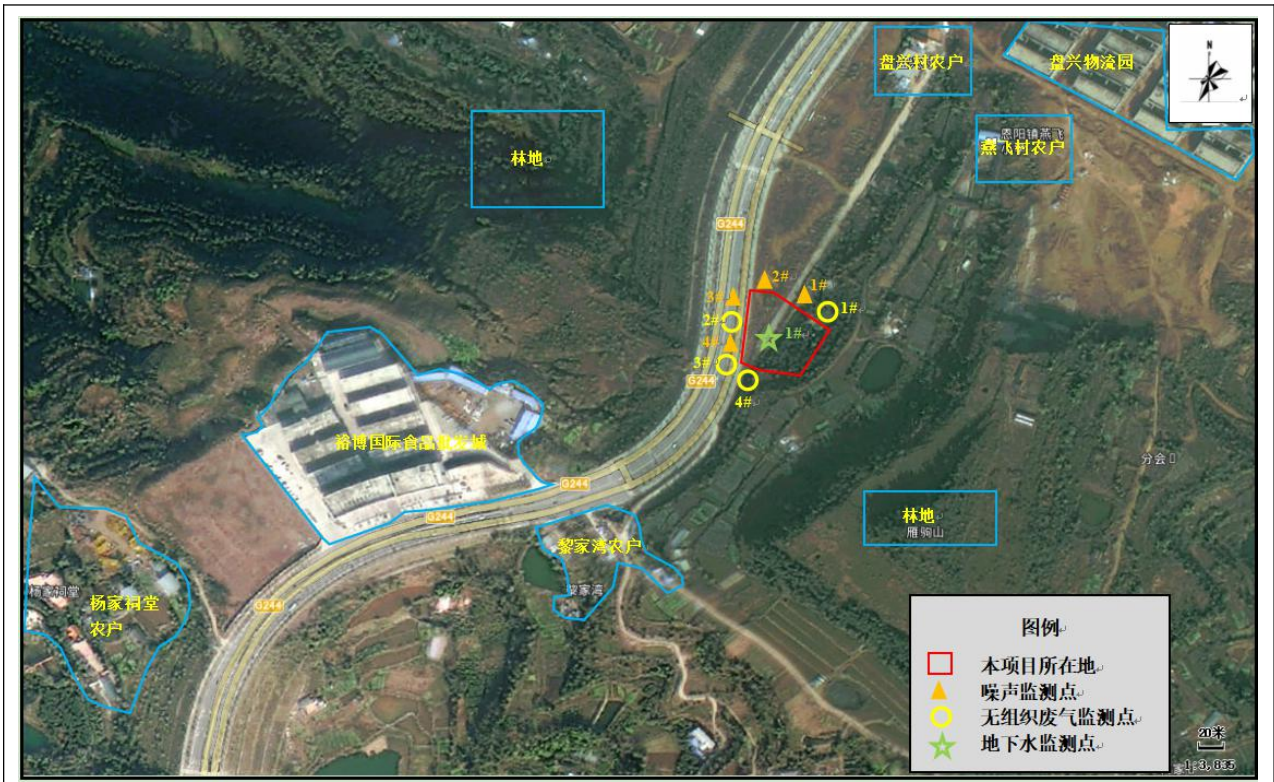 盘兴村农户
盘兴物流园
N
恩阳镇燕飞
燕飞村农户
林地
G244
2#
1#
3#
1#
2#
1#
4#
3#
G244
4#
裕博国际食品批发城
分会
G244
林地
雁驹山
G244
黎家湾农户
黎家湾
杨家祠堂
杨家祠堂
农户
G244
图例
本项目所在地
噪声监测点
无组织废气监测点
地下水监测点
20米
1:3,835